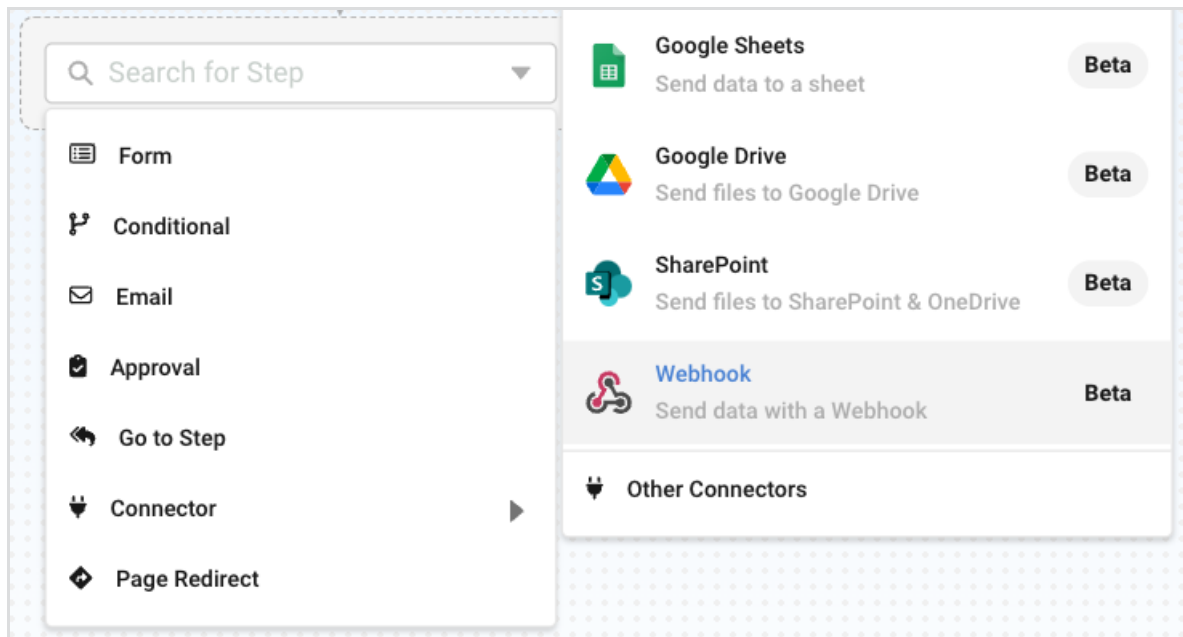 Search for Step
Form
Conditional
Email
Approval
Go to Step
Connector
Page Redirect
Google Sheets
Beta
Send data to a sheet
Google Drive
Beta
Send files to Google Drive
SharePoint
Beta
S
Send files to SharePoint & OneDrive
Webhook
Beta
Send data with a Webhook
Other Connectors